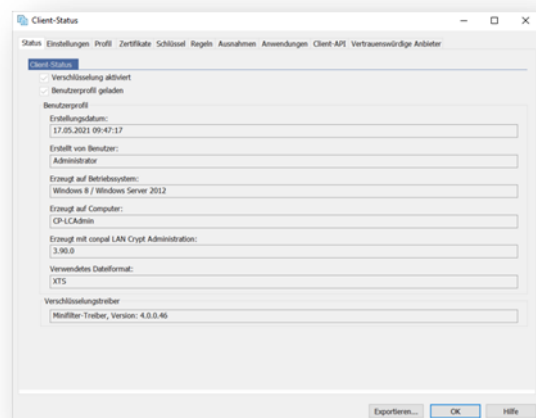 Client-Status
Status Einstellungen Profil Zertifikate Schlüssel Regeln Ausnahmen Anwendungen Client-API Vertrauenswürdige Anbieter
Client-Status
Verschlüsselung aktiviert
Benutzerprofil geladen
Benutzerprofil
Erstellungsdatum:
17.05.2021 09:47:17
Erstellt von Benutzer:
Administrator
Erzeugt auf Betriebssystem:
Windows 8 / Windows Server 2012
Erzeugt auf Computer:
CP-LCAdmin
Erzeugt mit conpal LAN Crypt Administration:
3.90.0
Verwendetes Dateiformat:
XTS
Verschlüsselungstreiber
Minifilter-Treiber, Version: 4.0.0.46
Exportieren... OK Hilfe